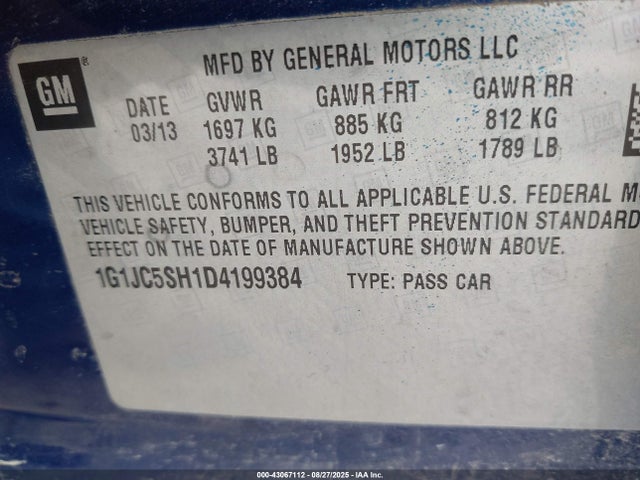 GM
®
MFD BY GENERAL MOTORS LLC
DATE GVWR GAWR FRT GAWR RR
03/13 1697 KG 885 KG 812 KG
3741 LB 1952 LB 1789 LB
THIS VEHICLE CONFORMS TO ALL APPLICABLE U.S. FEDERAL M
VEHICLE SAFETY, BUMPER, AND THEFT PREVENTION STANDARD
EFFECT ON THE DATE OF MANUFACTURE SHOWN ABOVE.
1G1JC5SH1D4199384 TYPE: PASS CAR
000-43067112 - 08/27/2025 - IAA Inc.